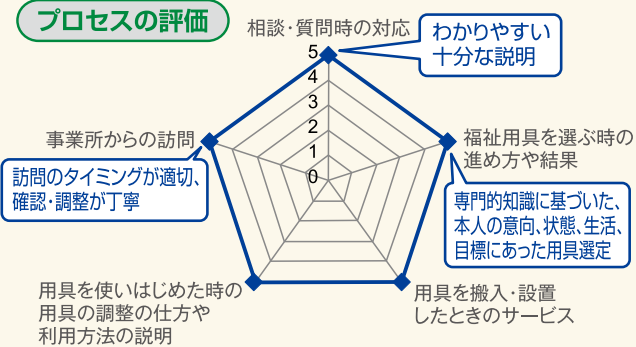 プロセスの評価
相談・質問時の対応
わかりやすい
十分な説明
5
4
3
2
1
0
事業所からの訪問
訪問のタイミングが適切、
確認・調整が丁寧
福祉用具を選ぶ時の
進め方や結果
専門的知識に基づいた、
本人の意向、状態、生活、
目標にあった用具選定
用具を使いはじめた時の
用具の調整の仕方や
利用方法の説明
用具を搬入・設置
したときのサービス